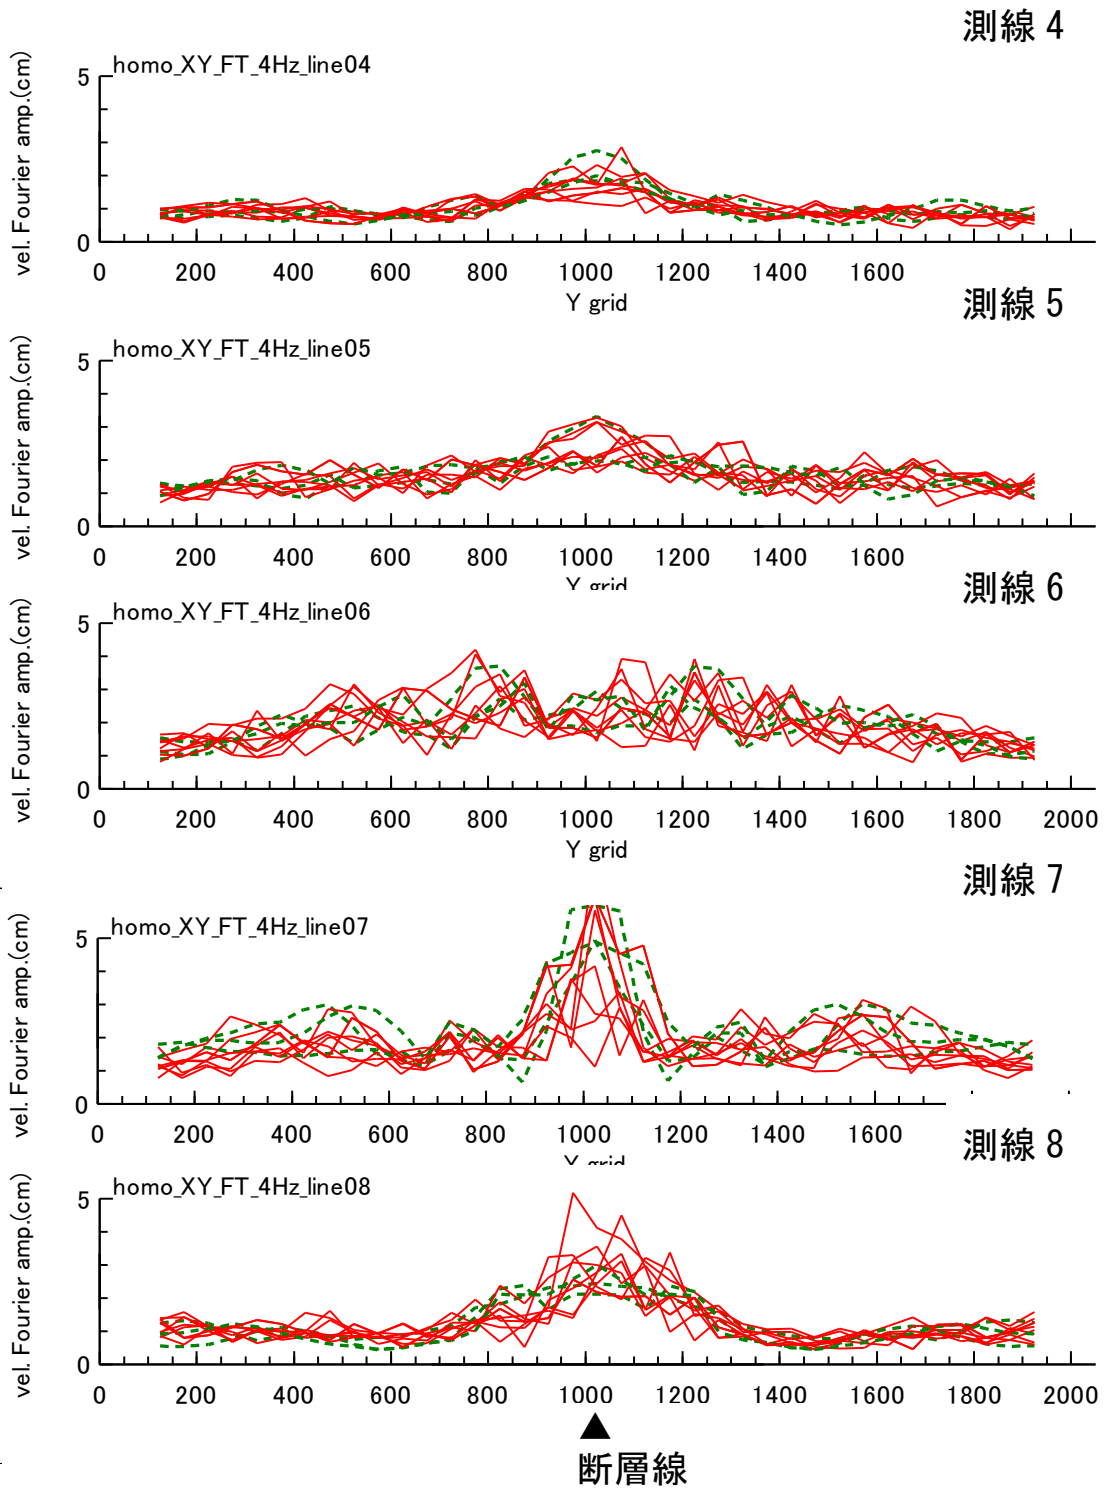 測線 4
homo_XY_FT_4Hz_line04
vel. Fourier amp.(cm)
5
0
0 200 400 600 800 1000 1200 1400 1600
Y grid
測線 5
homo_XY_FT_4Hz_line05
vel. Fourier amp.(cm)
5
0
0 200 400 600 800 1000 1200 1400 1600
Y grid
測線 6
homo_XY_FT_4Hz_line06
vel. Fourier amp.(cm)
5
0
0 200 400 600 800 1000 1200 1400 1600 1800 2000
Y grid
測線 7
homo_XY_FT_4Hz_line07
vel. Fourier amp.(cm)
5
0
0 200 400 600 800 1000 1200 1400 1600
Y grid
測線 8
homo_XY_FT_4Hz_line08
vel. Fourier amp.(cm)
5
0
0 200 400 600 800 1000 1200 1400 1600 1800 2000
断層線